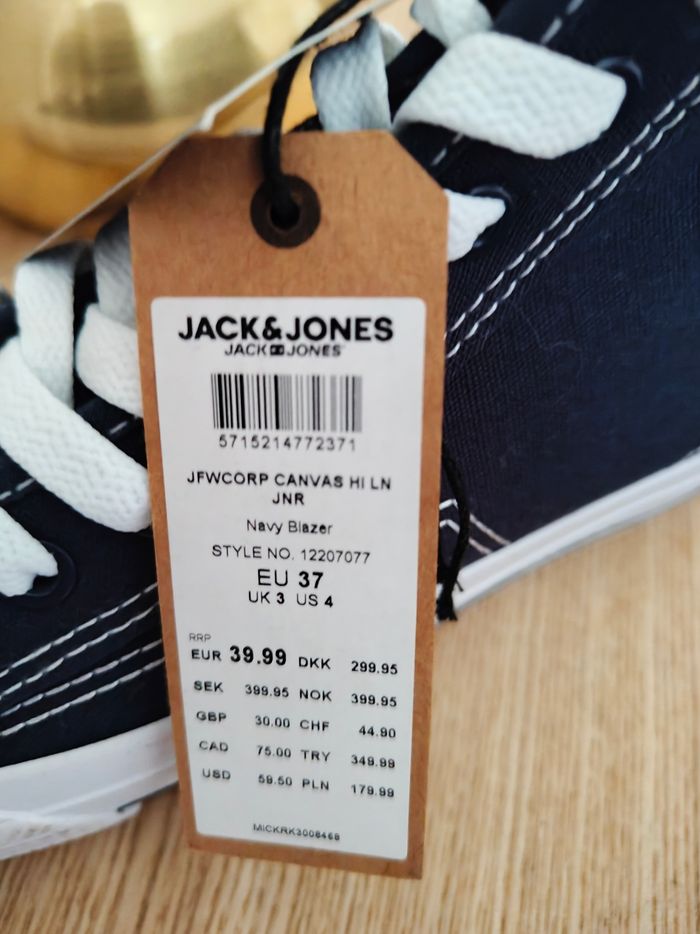 JACK&JONES
JACK JONES
5715214772371
JFWCORP CANVAS HI LN
JNR
Navy Blazer
STYLE NO. 12207077
EU 37
UK 3 US 4
RRP
EUR 39.99 DKK 299.95
SEK 399.95 NOK 399.95
GBP 30.00 CHF 44.90
CAD 75.00 TRY 349.99
USD 59.50 PLN 179.99
MICKRK3008468